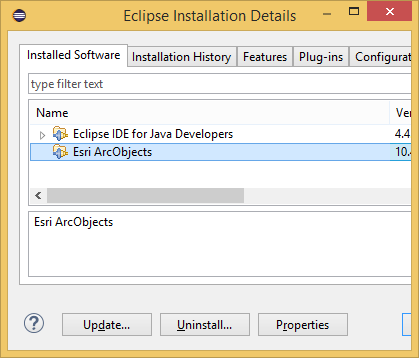 Eclipse Installation Details
Installed Software Installation History Features Plug-ins Configurat
type filter text
Name Ver
Eclipse IDE for Java Developers 4.4
Esri ArcObjects 10.4
Esri ArcObjects
? Update... Uninstall... Properties